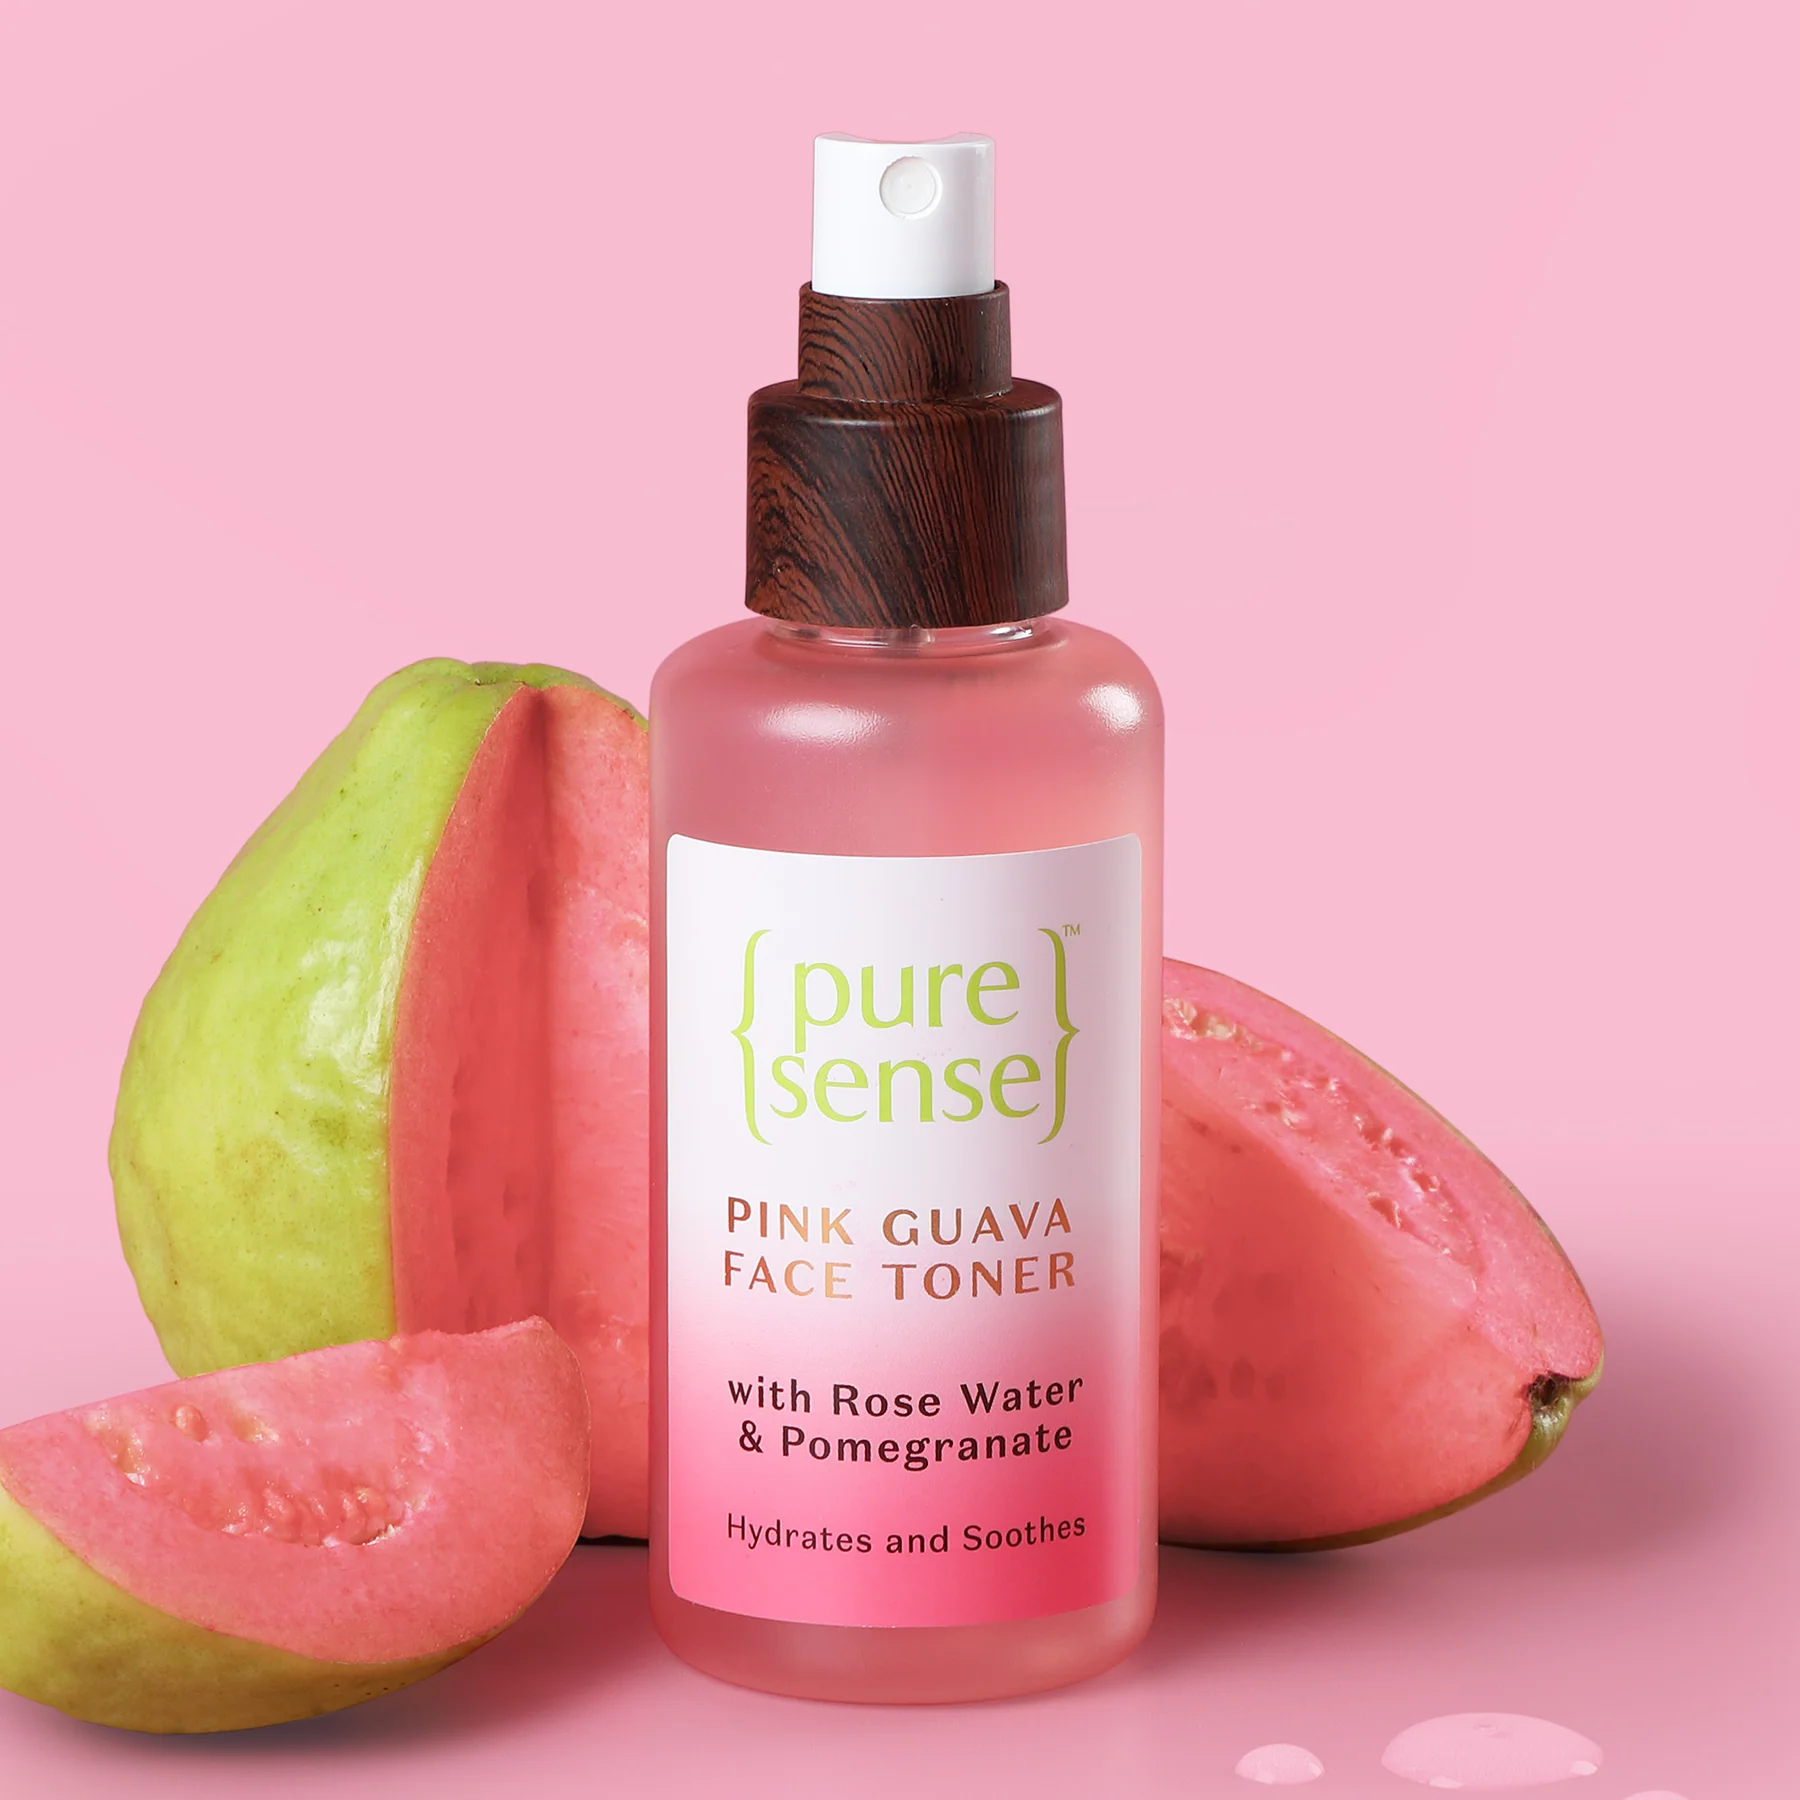 pure
sense
™
PINK GUAVA
FACE TONER
with Rose Water
& Pomegranate
Hydrates and Soothes